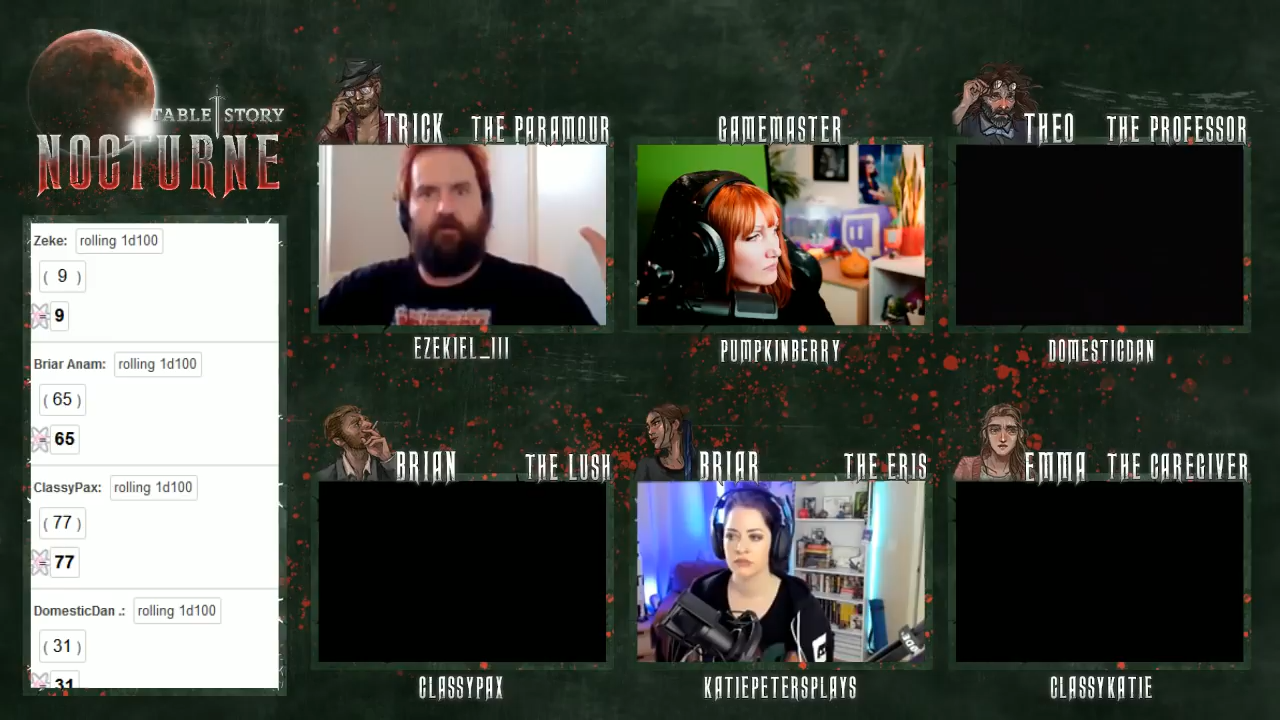 TABLE STORY
NOCTURNE
Zeke: rolling 1d100
( 9 )
= 9
Briar Anam: rolling 1d100
( 65 )
= 65
ClassyPax: rolling 1d100
( 77 )
= 77
DomesticDan .: rolling 1d100
( 31 )
= 31
TRICK THE PARAMOUR
EZEKIEL_III
GAMEMASTER
PUMPKINBERRY
THEO THE PROFESSOR
DOMESTICDAN
BRIAN THE LUSH
CLASSYPAX
BRIAR THE ERIS
KATIEPETERSPLAYS
EMMA THE CAREGIVER
CLASSYKATIE